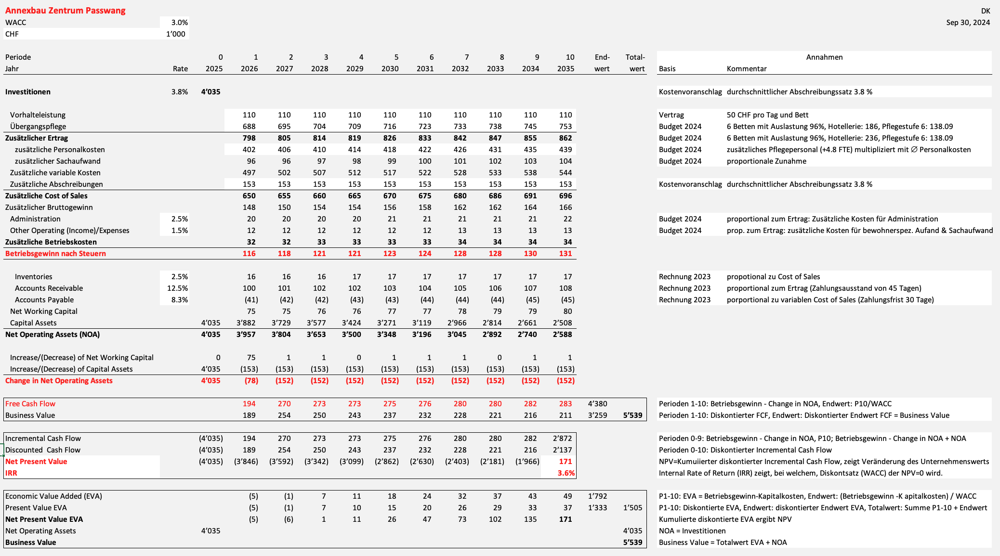 Annexbau Zentrum Passwang DK
WACC 3.0% Sep 30, 2024
CHF 1’000
Periode 0 1 2 3 4 5 6 7 8 9 10 End- Total- Annahmen
Jahr Rate 2025 2026 2027 2028 2029 2030 2031 2032 2033 2034 2035 wert wert Basis Kommentar
Investitionen 3.8% 4’035 Kostenvoranschlag durchschnittlicher Abschreibungssatz 3.8 %
Vorhalteleistung 110 110 110 110 110 110 110 110 110 110 Vertrag 50 CHF pro Tag und Bett
Übergangspflege 688 695 704 709 716 723 733 738 745 753 Budget 2024 6 Betten mit Auslastung 96%, Hotellerie: 186, Pflegestufe 6: 138.09
Zusätzlicher Ertrag 798 805 814 819 826 833 842 847 855 862 Budget 2024 6 Betten mit Auslastung 96%, Hotellerie: 236, Pflegestufe 6: 138.09
zusätzliche Personalkosten 402 406 410 414 418 422 426 431 435 439 Budget 2024 zusätzliches Pflegepersonal (+4.8 FTE) multipliziert mit ∅ Personalkosten
zusätzlicher Sachaufwand 96 96 97 98 99 100 101 102 103 104 Budget 2024 proportionale Zunahme
Zusätzliche variable Kosten 497 502 507 512 517 522 528 533 538 544
Zusätzliche Abschreibungen 153 153 153 153 153 153 153 153 153 153 Kostenvoranschlag durchschnittlicher Abschreibungssatz 3.8 %
Zusätzliche Cost of Sales 650 655 660 665 670 675 680 686 691 696
Zusätzlicher Bruttogewinn 148 150 154 154 156 158 162 162 164 166
Administration 2.5% 20 20 20 20 21 21 21 21 21 22 Budget 2024 proportional zum Ertrag: Zusätzliche Kosten für Administration
Other Operating (Income)/Expenses 1.5% 12 12 12 12 12 12 13 13 13 13 Budget 2024 prop. zum Ertrag: zusätzliche Kosten für bewohnerspez. Aufand & Sachaufwand
Zusätzliche Betriebskosten 32 32 33 33 33 33 34 34 34 34
Betriebsgewinn nach Steuern 116 118 121 121 123 124 128 128 130 131
Inventories 2.5% 16 16 16 17 17 17 17 17 17 17 Rechnung 2023 propotional zu Cost of Sales
Accounts Receivable 12.5% 100 101 102 102 103 104 105 106 107 108 Rechnung 2023 proportional zum Ertrag (Zahlungsausstand von 45 Tagen)
Accounts Payable 8.3% (41) (42) (42) (43) (43) (44) (44) (44) (45) (45) Rechnung 2023 porportional zu variablen Cost of Sales (Zahlungsfrist 30 Tage)
Net Working Capital 75 75 76 76 77 77 78 79 79 80
Capital Assets 4’035 3’882 3’729 3’577 3’424 3’271 3’119 2’966 2’814 2’661 2’508
Net Operating Assets (NOA) 4’035 3’957 3’804 3’653 3’500 3’348 3’196 3’045 2’892 2’740 2’588
Increase/(Decrease) of Net Working Capital 0 75 1 1 0 1 1 1 0 1 1
Increase/(Decrease) of Capital Assets 4’035 (153) (153) (153) (153) (153) (153) (153) (153) (153) (153)
Change in Net Operating Assets 4’035 (78) (152) (152) (152) (152) (152) (152) (152) (152) (152)
Free Cash Flow 194 270 273 273 275 276 280 280 282 283 4’380 Perioden 1-10: Betriebsgewinn - Change in NOA, Endwert: P10/WACC
Business Value 189 254 250 243 237 232 228 221 216 211 3’259 5’539 Perioden 1-10: Diskontierter FCF, Endwert: Diskontierter Endwert FCF = Business Value
Incremental Cash Flow (4’035) 194 270 273 273 275 276 280 280 282 2’872 Perioden 0-9: Betriebsgewinn - Change in NOA, P10; Betriebsgewinn - Change in NOA + NOA
Discounted Cash Flow (4’035) 189 254 250 243 237 232 228 221 216 2’137 Perioden 0-10: Diskontierter Incremental Cash Flow
Net Present Value (4’035) (3’846) (3’592) (3’342) (3’099) (2’862) (2’630) (2’403) (2’181) (1’966) 171 NPV=Kumuiierter diskontierter Incremental Cash Flow, zeigt Veränderung des Unternehmenswerts
IRR 3.6% Internal Rate of Return (IRR) zeigt, bei welchem, Diskontsatz (WACC) der NPV=0 wird.
Economic Value Added (EVA) (5) (1) 7 11 18 24 32 37 43 49 1’792 P1-10: EVA = Betriebsgewinn-Kapitalkosten, Endwert: (Betriebsgewinn -K apitalkosten) / WACC
Present Value EVA (5) (1) 7 10 15 20 26 29 33 37 1’333 1’505 P1-10: Diskontierte EVA, Endwert: diskontierter Endwert EVA, Totalwert: Summe P1-10 + Endwert
Net Present Value EVA (5) (6) 1 11 26 47 73 102 135 171 Kumulierte diskontierte EVA ergibt NPV
Net Operating Assets 4’035 4’035 NOA = Investitionen
Business Value 5’539 Business Value = Totalwert EVA + NOA